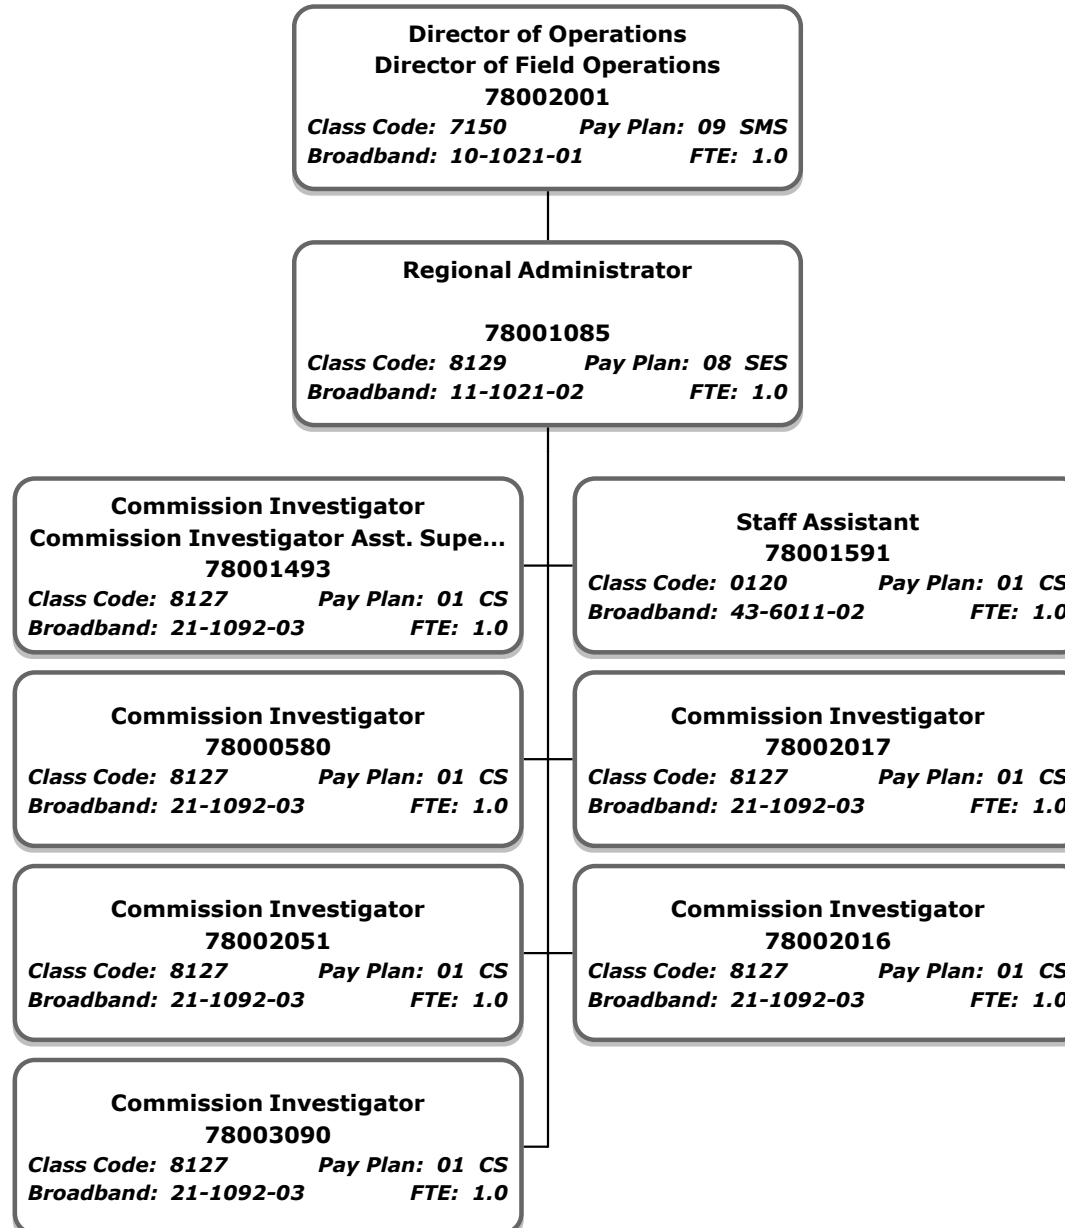 Director of Operations
Director of Field Operations
78002001
Class Code: 7150 Pay Plan: 09 SMS
Broadband: 10-1021-01 FTE: 1.0
Regional Administrator
78001085
Class Code: 8129 Pay Plan: 08 SES
Broadband: 11-1021-02 FTE: 1.0
Commission Investigator
Commission Investigator Asst. Supe...
78001493
Class Code: 8127 Pay Plan: 01 CS
Broadband: 21-1092-03 FTE: 1.0
Staff Assistant
78001591
Class Code: 0120 Pay Plan: 01 CS
Broadband: 43-6011-02 FTE: 1.0
Commission Investigator
78000580
Class Code: 8127 Pay Plan: 01 CS
Broadband: 21-1092-03 FTE: 1.0
Commission Investigator
78002017
Class Code: 8127 Pay Plan: 01 CS
Broadband: 21-1092-03 FTE: 1.0
Commission Investigator
78002051
Class Code: 8127 Pay Plan: 01 CS
Broadband: 21-1092-03 FTE: 1.0
Commission Investigator
78002016
Class Code: 8127 Pay Plan: 01 CS
Broadband: 21-1092-03 FTE: 1.0
Commission Investigator
78003090
Class Code: 8127 Pay Plan: 01 CS
Broadband: 21-1092-03 FTE: 1.0